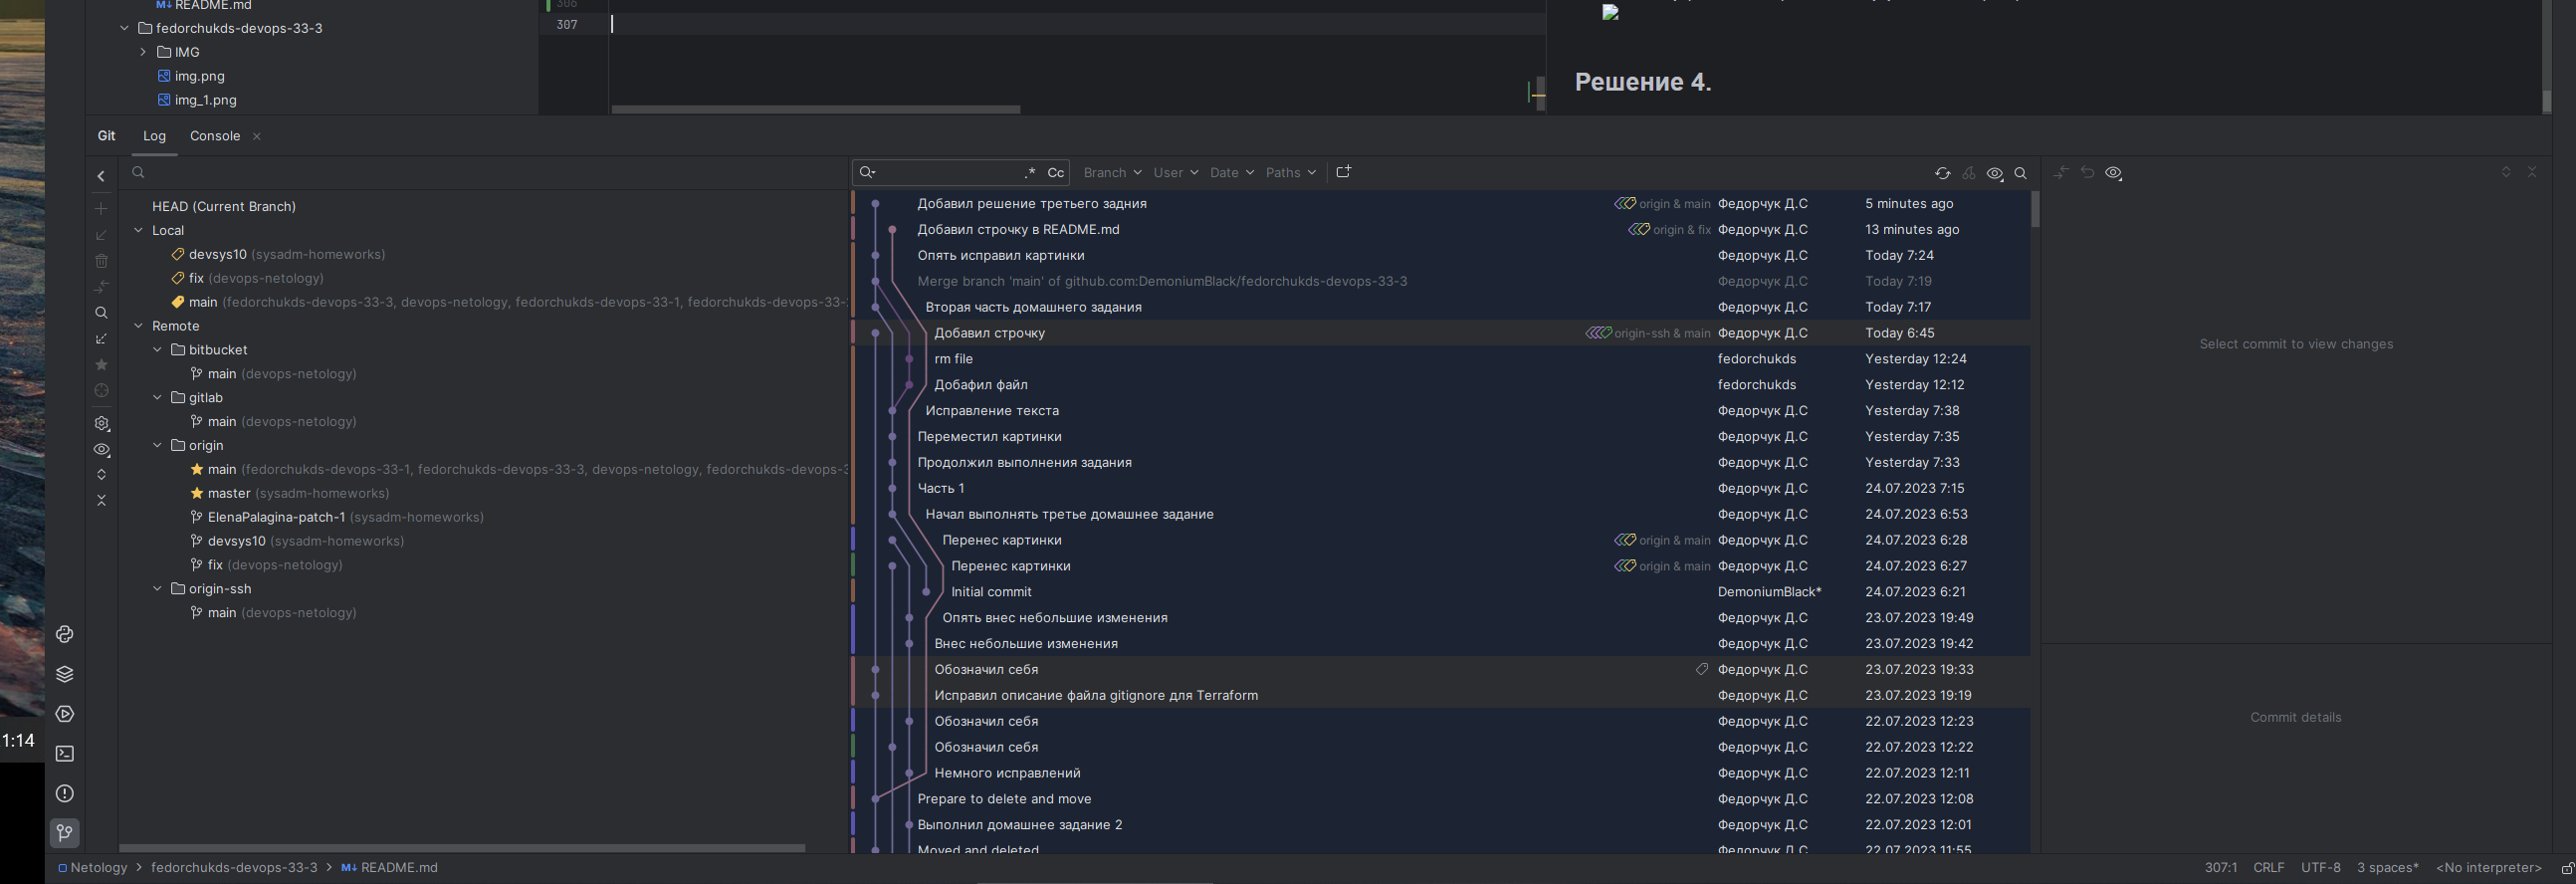 README.md
306
fedorchukds-devops-33-3
307
IMG
img.png
Решение 4.
img_1.png
Git Log Console
.* Cc Branch User Date Paths
HEAD (Current Branch)
Local
devsys10 (sysadm-homeworks)
fix (devops-netology)
main (fedorchukds-devops-33-3, devops-netology, fedorchukds-devops-33-1, fedorchukds-devops-33-
Remote
bitbucket
main (devops-netology)
gitlab
main (devops-netology)
origin
main (fedorchukds-devops-33-1, fedorchukds-devops-33-3, devops-netology, fedorchukds-devops-3
master (sysadm-homeworks)
ElenaPalagina-patch-1 (sysadm-homeworks)
devsys10 (sysadm-homeworks)
fix (devops-netology)
origin-ssh
main (devops-netology)
Добавил решение третьего задния origin & main Федорчук Д.С 5 minutes ago
Добавил строчку в README.md origin & fix Федорчук Д.С 13 minutes ago
Опять исправил картинки Федорчук Д.С Today 7:24
Merge branch 'main' of github.com:DemoniumBlack/fedorchukds-devops-33-3 Федорчук Д.С Today 7:19
Вторая часть домашнего задания Федорчук Д.С Today 7:17
Добавил строчку origin-ssh & main Федорчук Д.С Today 6:45
rm file fedorchukds Yesterday 12:24
Добафил файл fedorchukds Yesterday 12:12
Исправление текста Федорчук Д.С Yesterday 7:38
Переместил картинки Федорчук Д.С Yesterday 7:35
Продолжил выполнения задания Федорчук Д.С Yesterday 7:33
Часть 1 Федорчук Д.С 24.07.2023 7:15
Начал выполнять третье домашнее задание Федорчук Д.С 24.07.2023 6:53
Перенес картинки origin & main Федорчук Д.С 24.07.2023 6:28
Перенес картинки origin & main Федорчук Д.С 24.07.2023 6:27
Initial commit DemoniumBlack* 24.07.2023 6:21
Опять внес небольшие изменения Федорчук Д.С 23.07.2023 19:49
Внес небольшие изменения Федорчук Д.С 23.07.2023 19:42
Обозначил себя Федорчук Д.С 23.07.2023 19:33
Исправил описание файла gitignore для Terraform Федорчук Д.С 23.07.2023 19:19
Обозначил себя Федорчук Д.С 22.07.2023 12:23
Обозначил себя Федорчук Д.С 22.07.2023 12:22
Немного исправлений Федорчук Д.С 22.07.2023 12:11
Prepare to delete and move Федорчук Д.С 22.07.2023 12:08
Выполнил домашнее задание 2 Федорчук Д.С 22.07.2023 12:01
Moved and deleted Федорчук Д.С 22.07.2023 11:55
Select commit to view changes
Commit details
1:14
Netology > fedorchukds-devops-33-3 > README.md
307:1 CRLF UTF-8 3 spaces* <No interpreter>